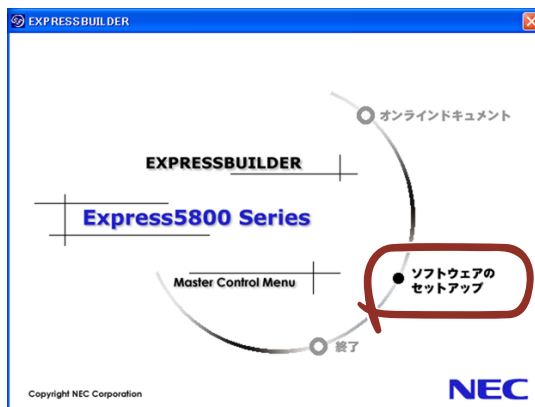 EXPRESSBUILDER
オンラインドキュメント
EXPRESSBUILDER
Express5800 Series
ソフトウェアの
セットアップ
Master Control Menu
終了
Copyright NEC Corporation
NEC